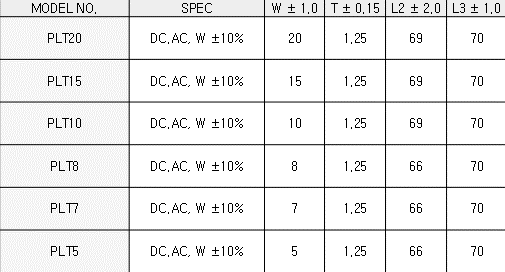 MODEL NO. SPEC W ± 1.0 T ± 0.15 L2 ± 2.0 L3 ± 1.0
PLT20 DC.AC. W ±10% 20 1.25 69 70
PLT15 DC.AC. W ±10% 15 1.25 69 70
PLT10 DC.AC. W ±10% 10 1.25 69 70
PLT8 DC.AC. W ±10% 8 1.25 66 70
PLT7 DC.AC. W ±10% 7 1.25 66 70
PLT5 DC.AC. W ±10% 5 1.25 66 70